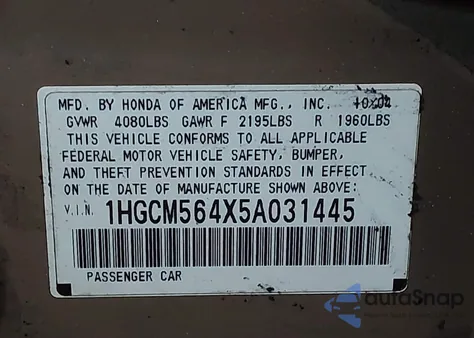 MFD. BY HONDA OF AMERICA MFG., INC. 10/04
GVWR 4080LBS GAWR F 2195LBS R 1960LBS
THIS VEHICLE CONFORMS TO ALL APPLICABLE
FEDERAL MOTOR VEHICLE SAFETY, BUMPER,
AND THEFT PREVENTION STANDARDS IN EFFECT
ON THE DATE OF MANUFACTURE SHOWN ABOVE:
V.I.N. 1HGCM564X5A031445
PASSENGER CAR
autoSnap